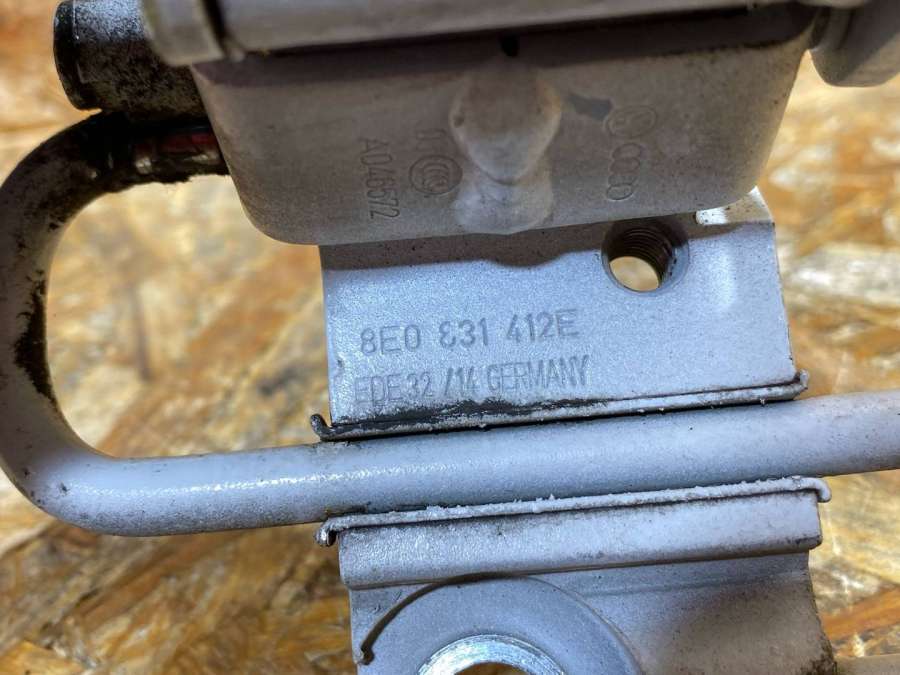 A046572
8E0 831 412E
EDE 32 /14 GERMANY